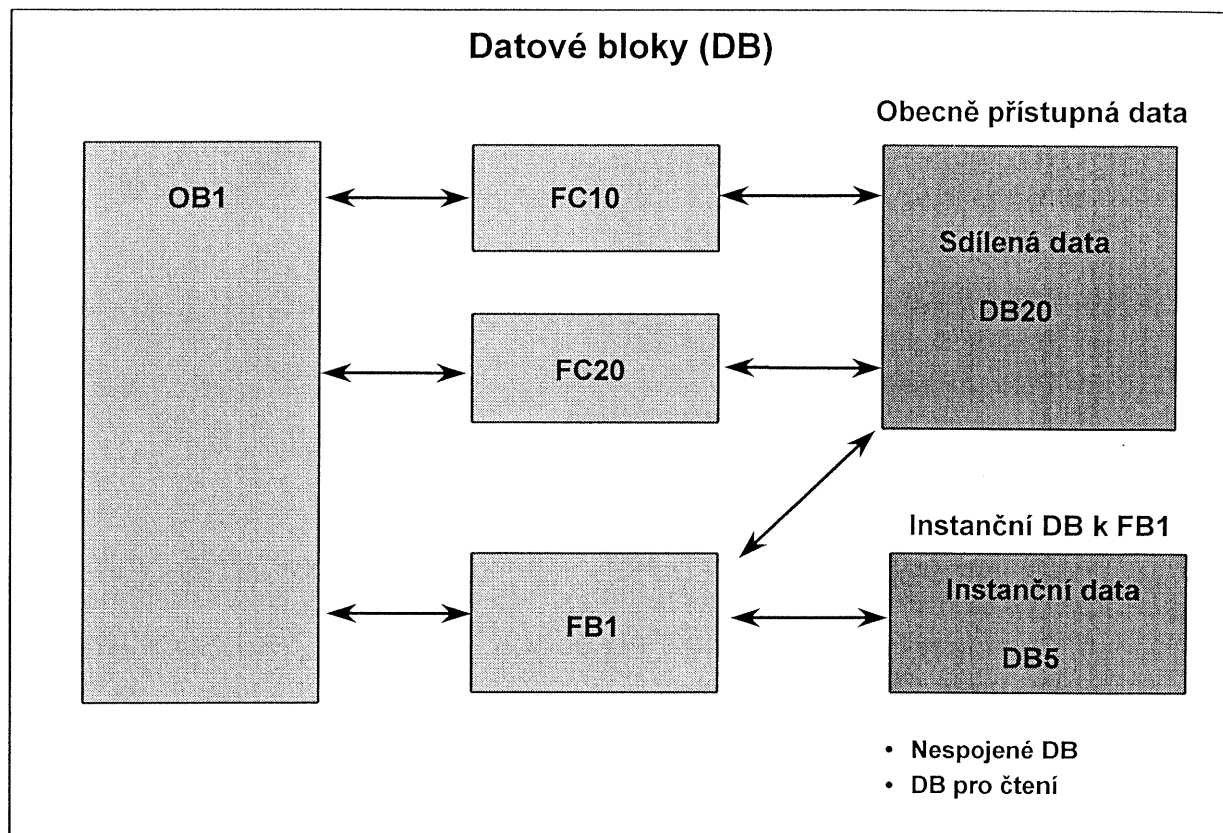 Datové bloky (DB)
Obecně přístupná data
OB1
FC10
Sdílená data
DB20
FC20
Instanční DB k FB1
FB1
Instanční data
DB5
• Nespojené DB
• DB pro čtení